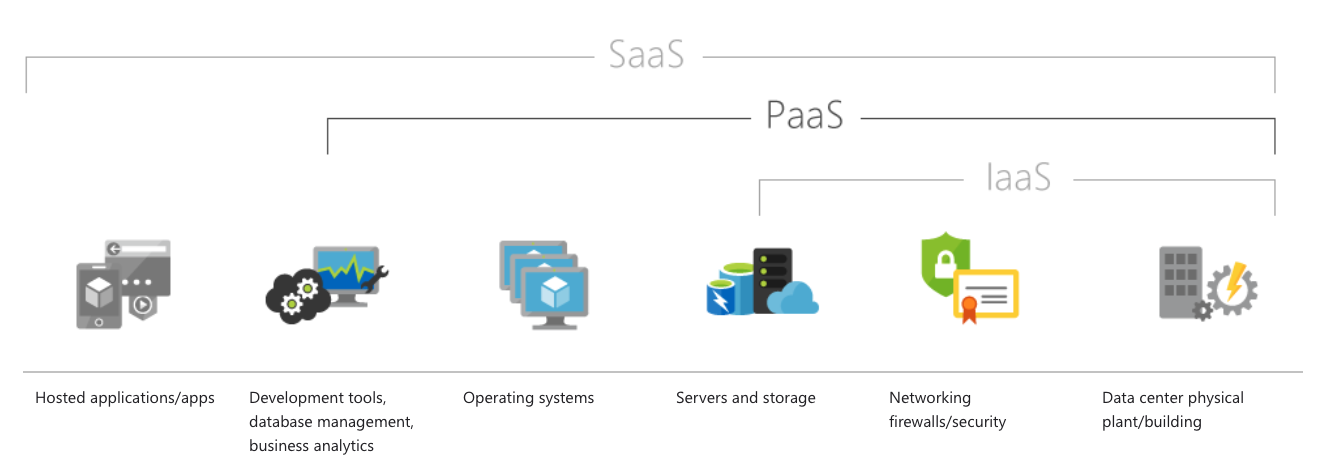 SaaS
PaaS
IaaS
Hosted applications/apps
Development tools,
database management,
business analytics
Operating systems
Servers and storage
Networking
firewalls/security
Data center physical
plant/building